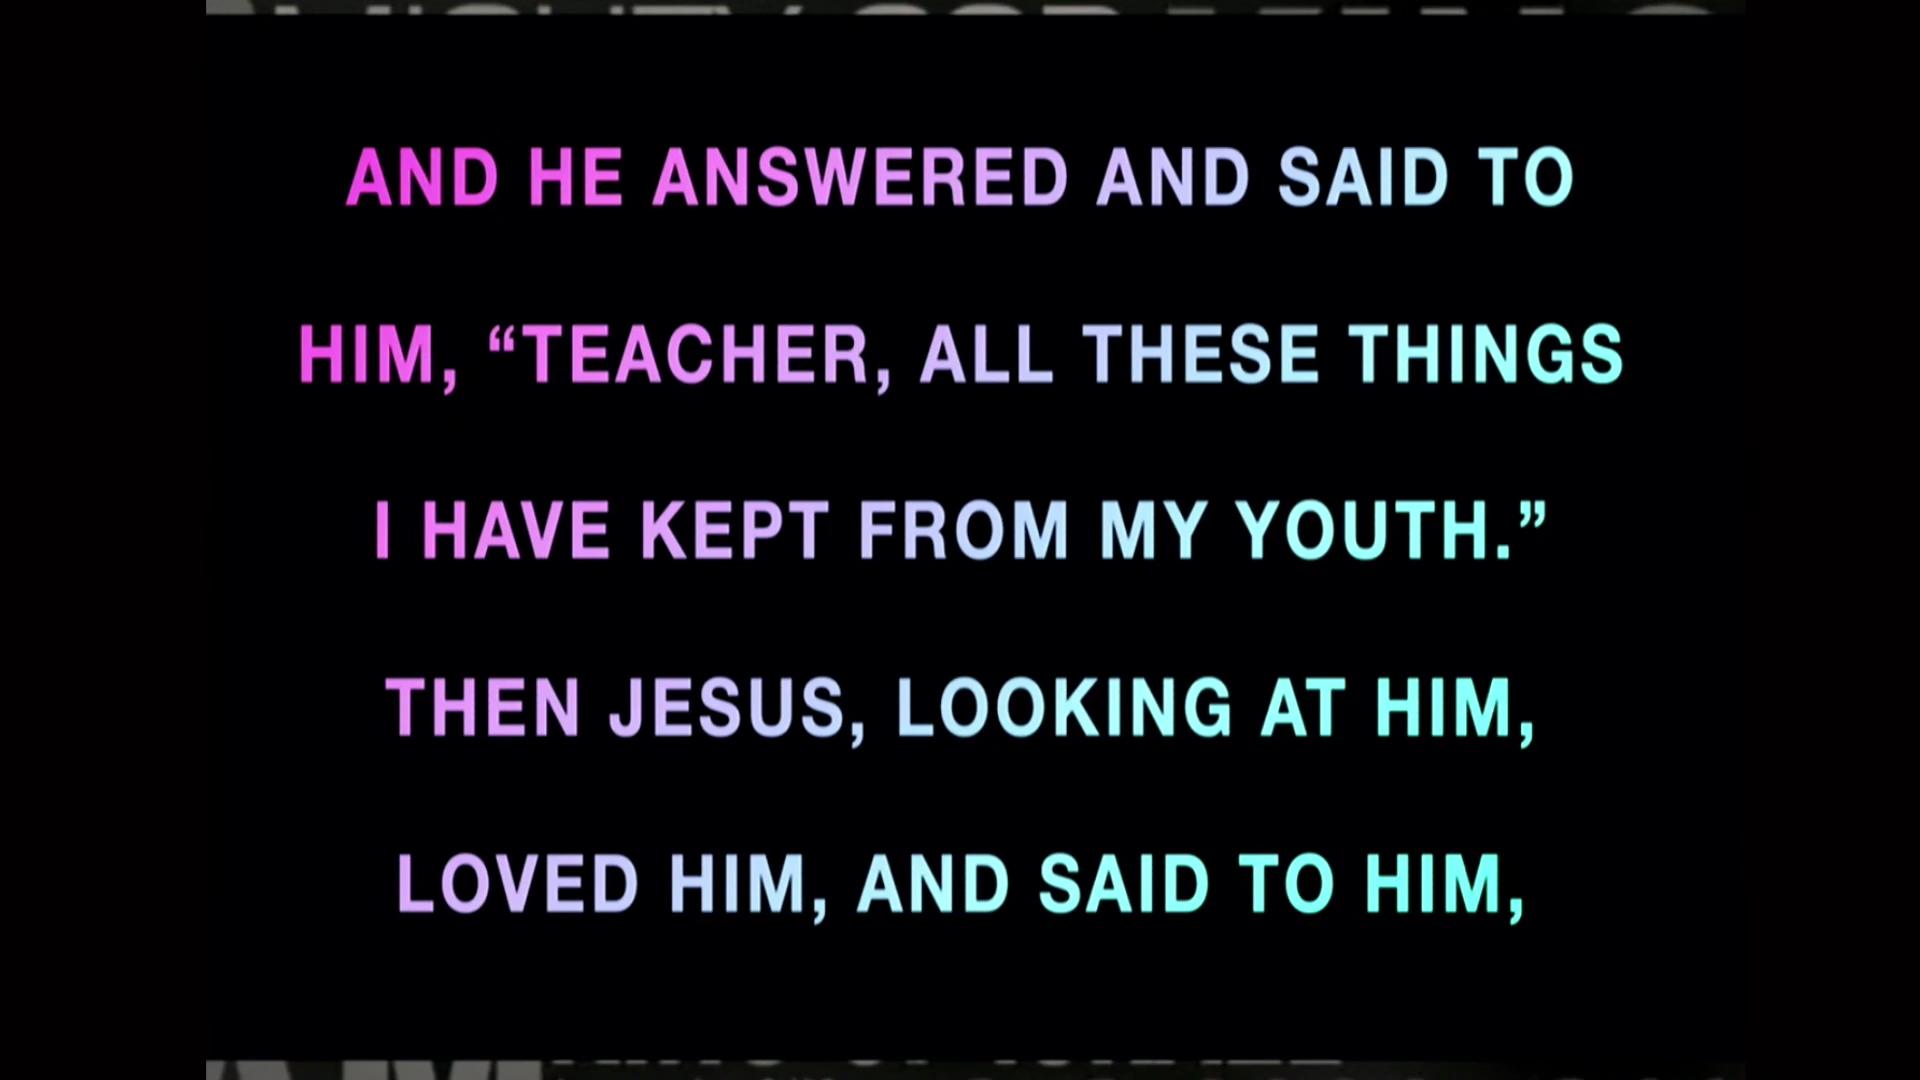 AND HE ANSWERED AND SAID TO
HIM, “TEACHER, ALL THESE THINGS
I HAVE KEPT FROM MY YOUTH.”
THEN JESUS, LOOKING AT HIM,
LOVED HIM, AND SAID TO HIM,